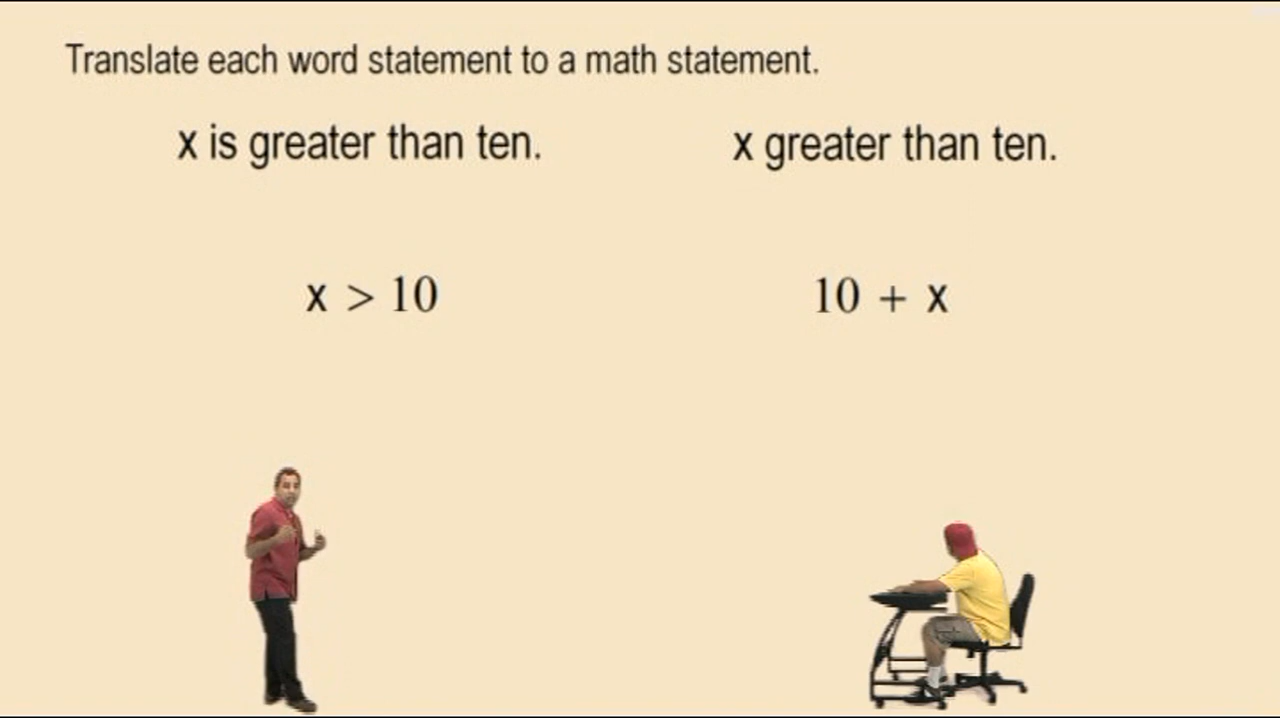 Translate each word statement to a math statement.
x is greater than ten.
x greater than ten.
x > 10
10 + x